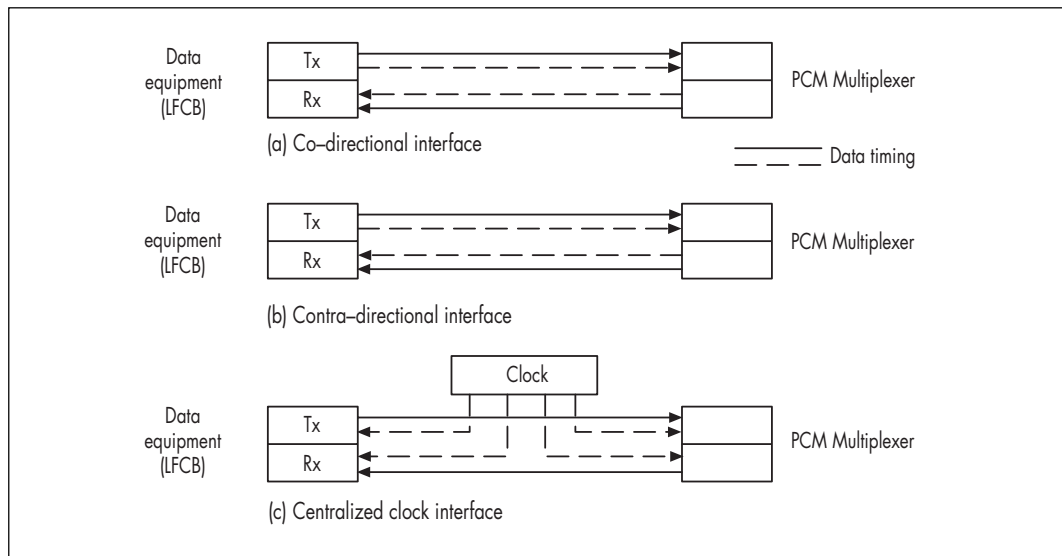 Data
equipment
(LFCB)
Tx
Rx
PCM Multiplexer
(a) Co–directional interface
Data timing
Data
equipment
(LFCB)
Tx
Rx
PCM Multiplexer
(b) Contra–directional interface
Clock
Data
equipment
(LFCB)
Tx
Rx
PCM Multiplexer
(c) Centralized clock interface